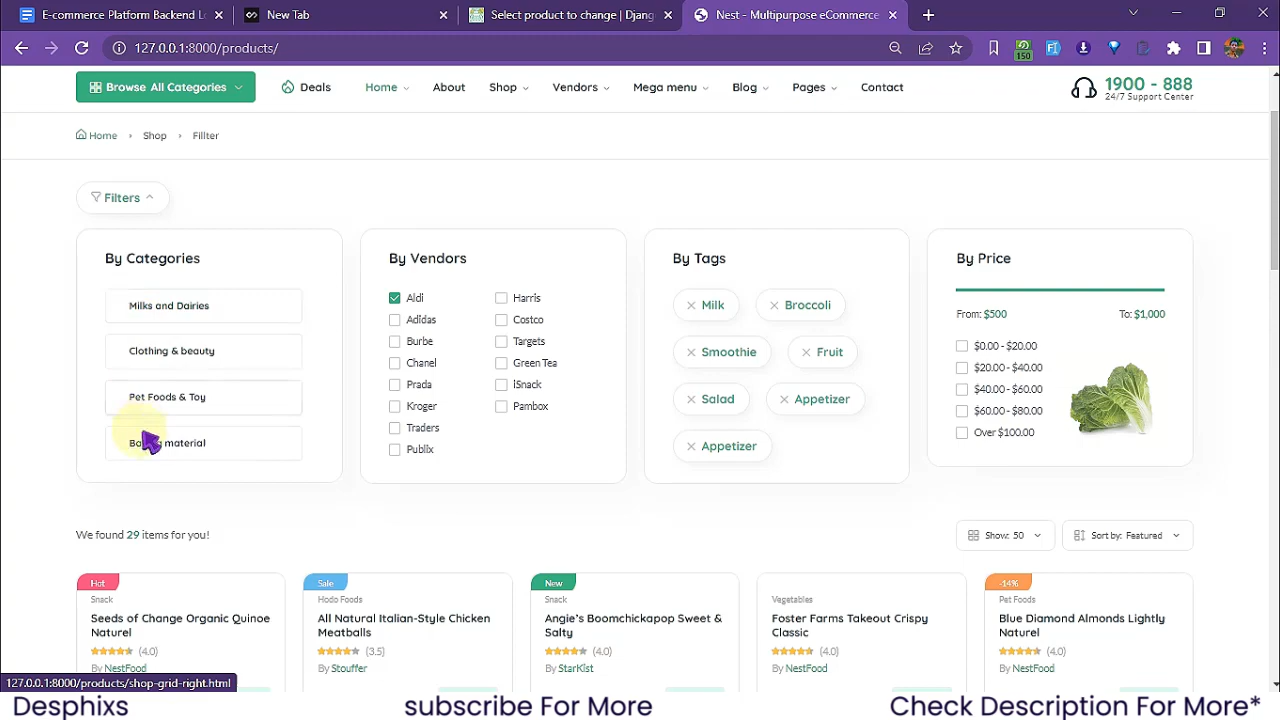 E-commerce Platform Backend Lo
New Tab
Select product to change | Djang
Nest - Multipurpose eCommerce
127.0.0.1:8000/products/
150
Browse All Categories
Deals
Home
About
Shop
Vendors
Mega menu
Blog
Pages
Contact
1900 - 888
24/7 Support Center
Home
Shop
Fillter
Filters
By Categories
Milks and Dairies
Clothing & beauty
Pet Foods & Toy
material
By Vendors
Aldi
Adidas
Burbe
Chanel
Prada
Kroger
Traders
Publix
Harris
Costco
Targets
Green Tea
iSnack
Pambox
By Tags
Milk
Broccoli
Smoothie
Fruit
Salad
Appetizer
Appetizer
By Price
From: $500
To: $1,000
$0.00 - $20.00
$20.00 - $40.00
$40.00 - $60.00
$60.00 - $80.00
Over $100.00
We found 29 items for you!
Show: 50
Sort by: Featured
Hot
Snack
Seeds of Change Organic Quinoe
Naturel
(4.0)
By NestFood
Sale
Hodo Foods
All Natural Italian-Style Chicken
Meatballs
(3.5)
By Stouffer
New
Snack
Angie's Boomchickapop Sweet &
Salty
(4.0)
By StarKist
Vegetables
Foster Farms Takeout Crispy
Classic
(4.0)
By NestFood
-14%
Pet Foods
Blue Diamond Almonds Lightly
Naturel
(4.0)
By NestFood
127.0.0.1:8000/products/shop-grid-right.html
Desphixs
subscribe For More
Check Description For More*